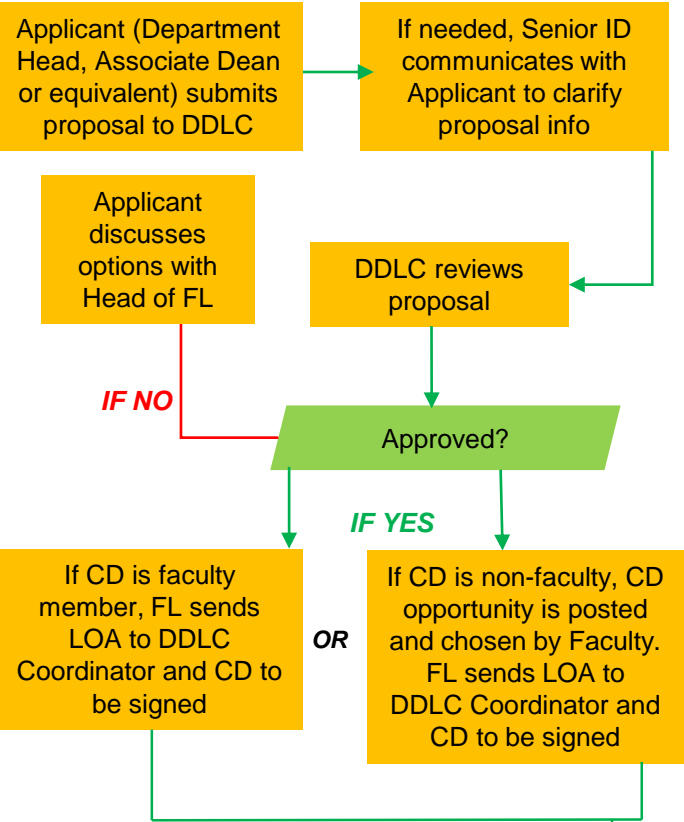 Applicant (Department
Head, Associate Dean
or equivalent) submits
proposal to DDLC
If needed, Senior ID
communicates with
Applicant to clarify
proposal info
Applicant
discusses
options with
Head of FL
DDLC reviews
proposal
IF NO
Approved?
IF YES
If CD is faculty
member, FL sends
LOA to DDLC
Coordinator and CD to
be signed
OR
If CD is non-faculty, CD
opportunity is posted
and chosen by Faculty.
FL sends LOA to
DDLC Coordinator and
CD to be signed